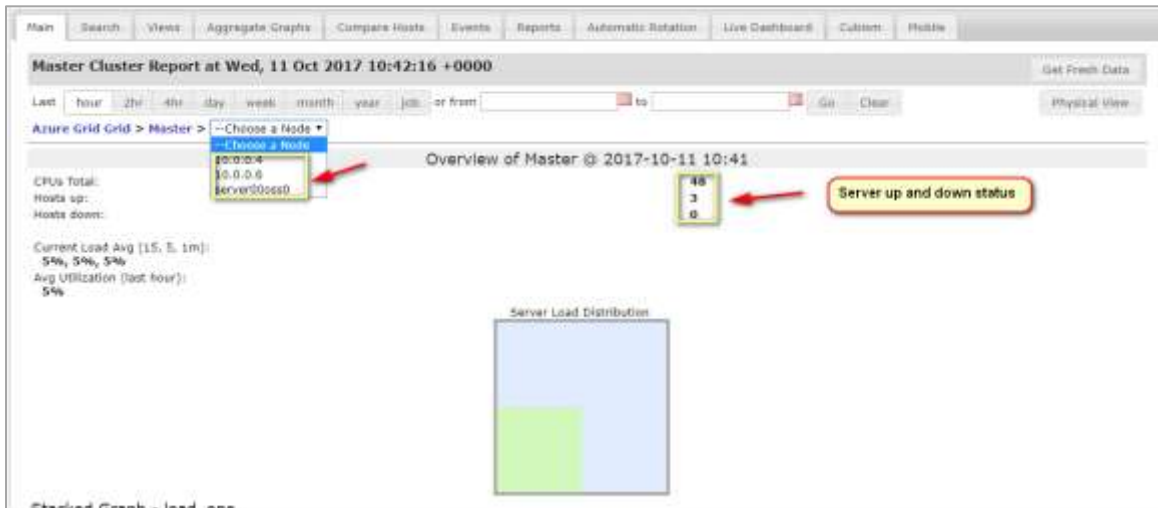 Main Search Views Aggregate Graphs Compare Hosts Events Reports Automatic Rotation Live Dashboard Cubism Mobile
Master Cluster Report at Wed, 11 Oct 2017 10:42:16 +0000 Get Fresh Data
Last hour 2hr 4hr day week month year job or from to Go Clear Physical View
Azure Grid Grid > Master > --Choose a Node
--Choose a Node
10.0.0.4
10.0.0.6
Overview of Master @ 2017-10-11 10:41
CPUs Total: 48
Hosts up: 3
Hosts down: 0
Server up and down status
Current Load Avg (15, 5, 1m):
5%, 5%, 5%
Avg Utilization (last hour):
5%
Server Load Distribution